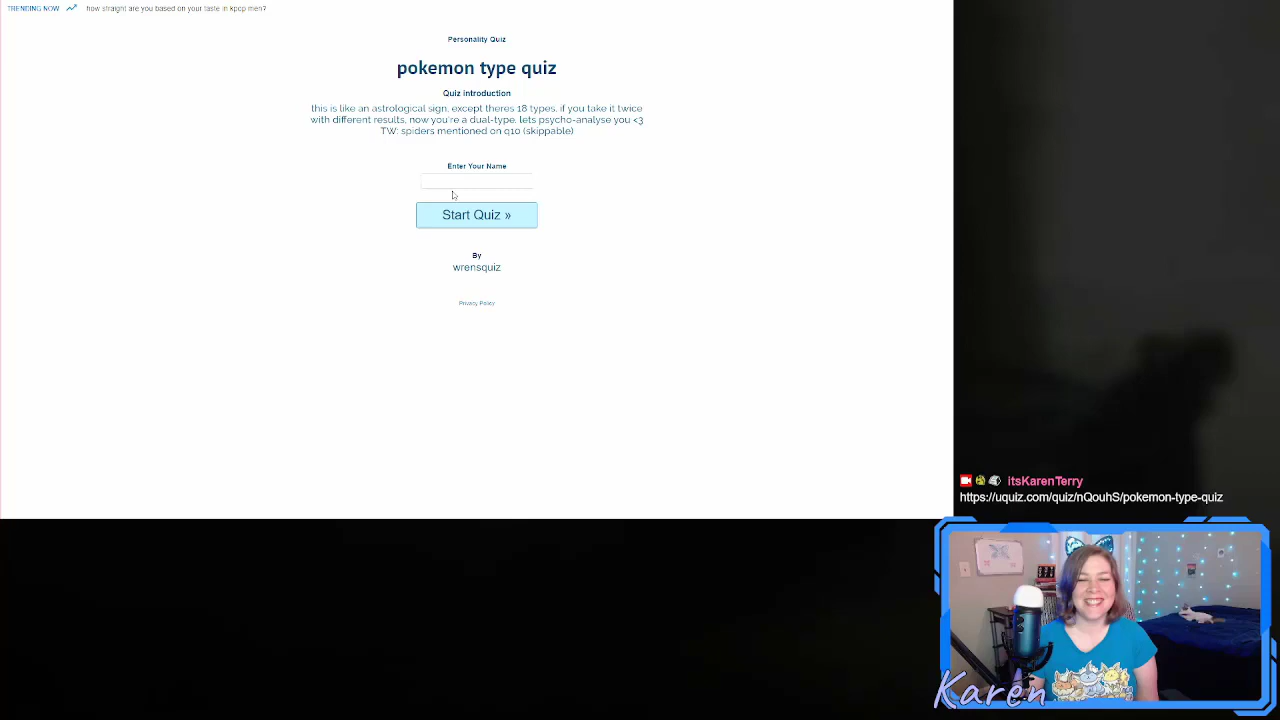 TRENDING NOW how straight are you based on your taste in kpop men?
Personality Quiz
pokemon type quiz
Quiz introduction
this is like an astrological sign, except theres 18 types. if you take it twice
with different results, now you're a dual-type. lets psycho-analyse you <3
TW: spiders mentioned on q10 (skippable)
Enter Your Name
Start Quiz »
By
wrensquiz
Privacy Policy
itsKarenTerry
https://uquiz.com/quiz/nQouhS/pokemon-type-quiz
Karen